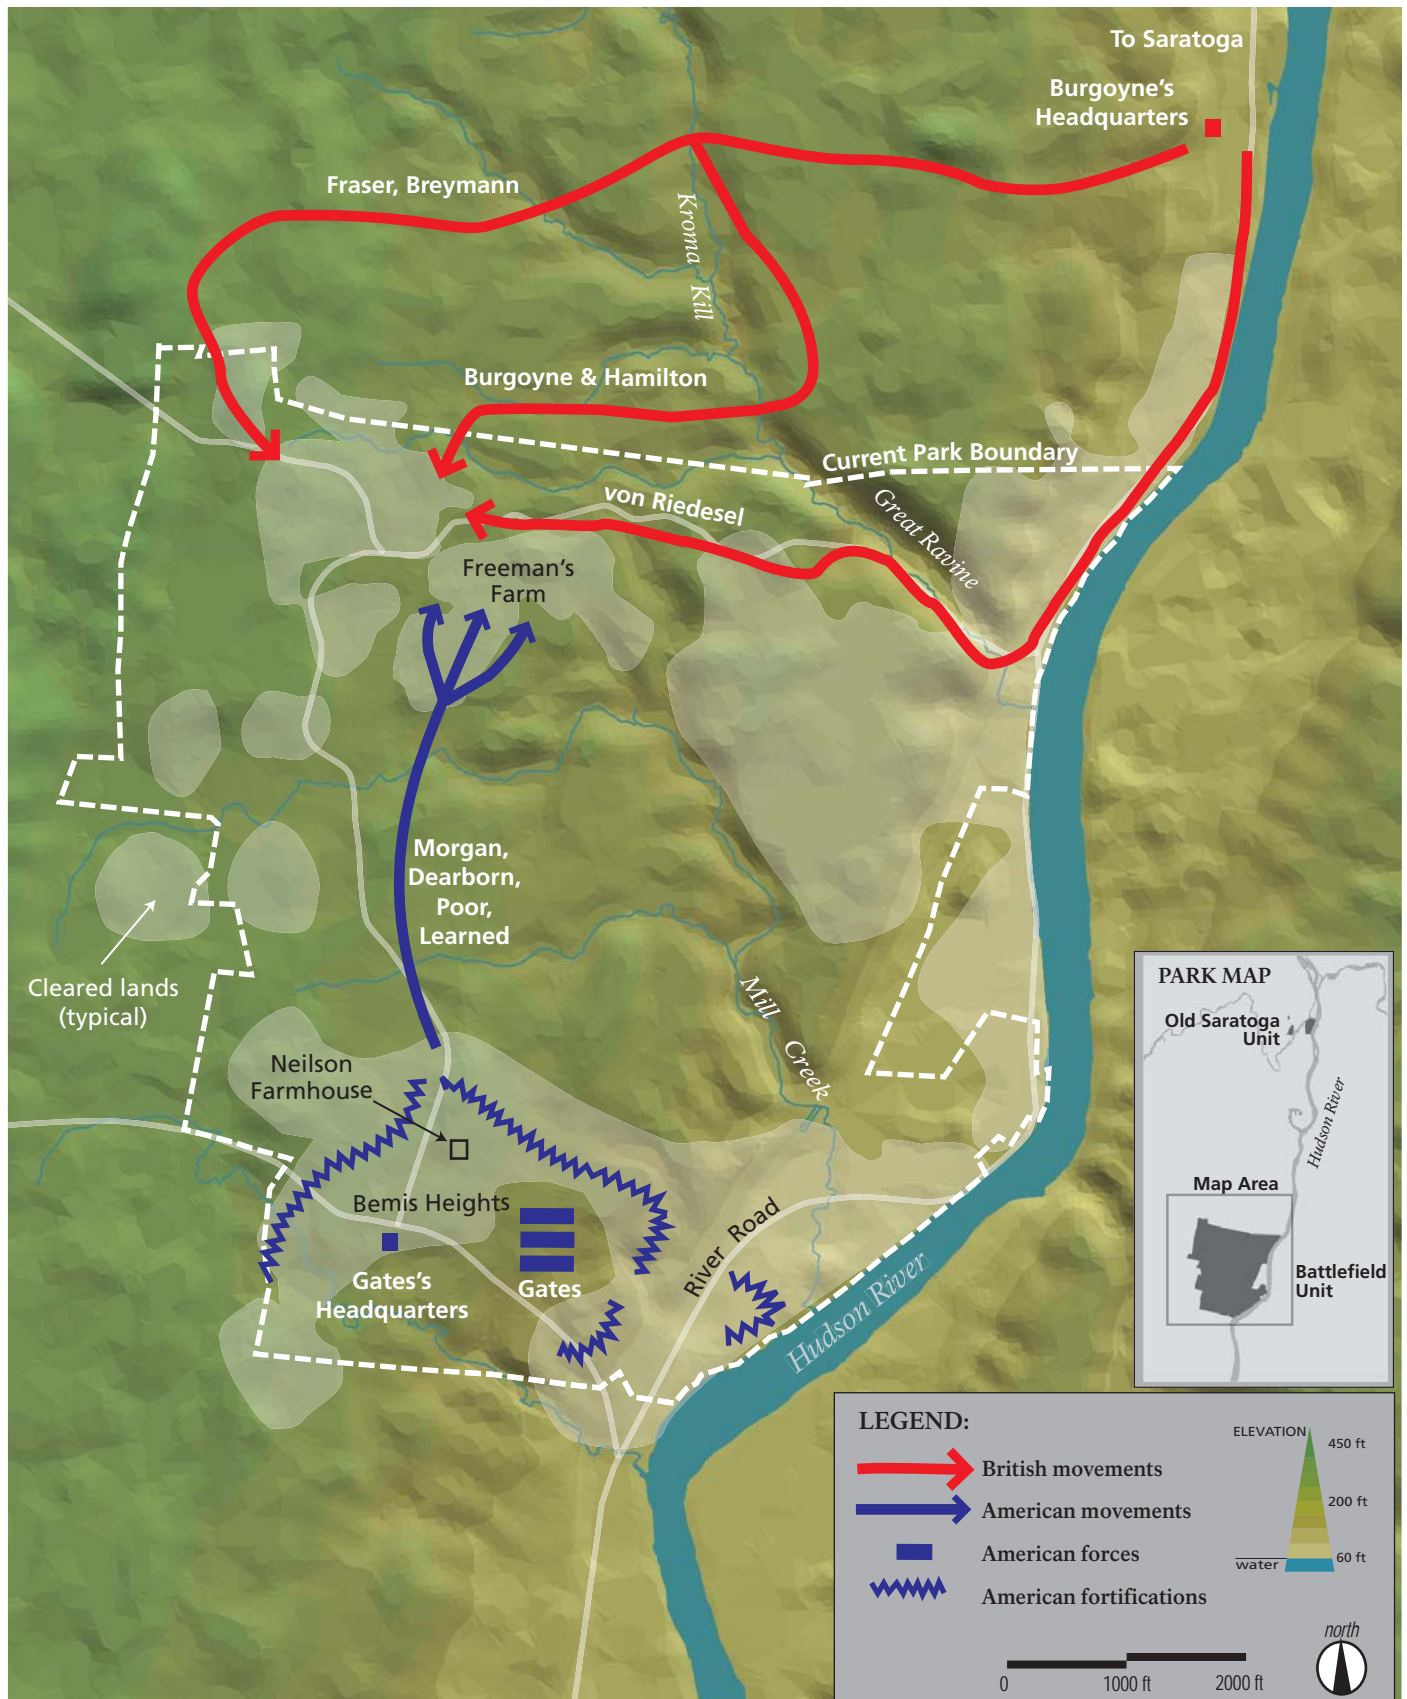 To Saratoga
Burgoyne's
Headquarters
Fraser, Breymann
Kroma Kill
Burgoyne & Hamilton
Current Park Boundary
von Riedesel
Great Ravine
Freeman's
Farm
Morgan,
Dearborn,
Poor,
Learned
Cleared lands
(typical)
Mill Creek
Neilson
Farmhouse
Bemis Heights
Gates's
Headquarters
Gates
River Road
Hudson River
PARK MAP
Old Saratoga
Unit
Hudson River
Map Area
Battlefield
Unit
LEGEND:
British movements
American movements
American forces
American fortifications
ELEVATION
450 ft
200 ft
60 ft
water
north
0 1000 ft 2000 ft